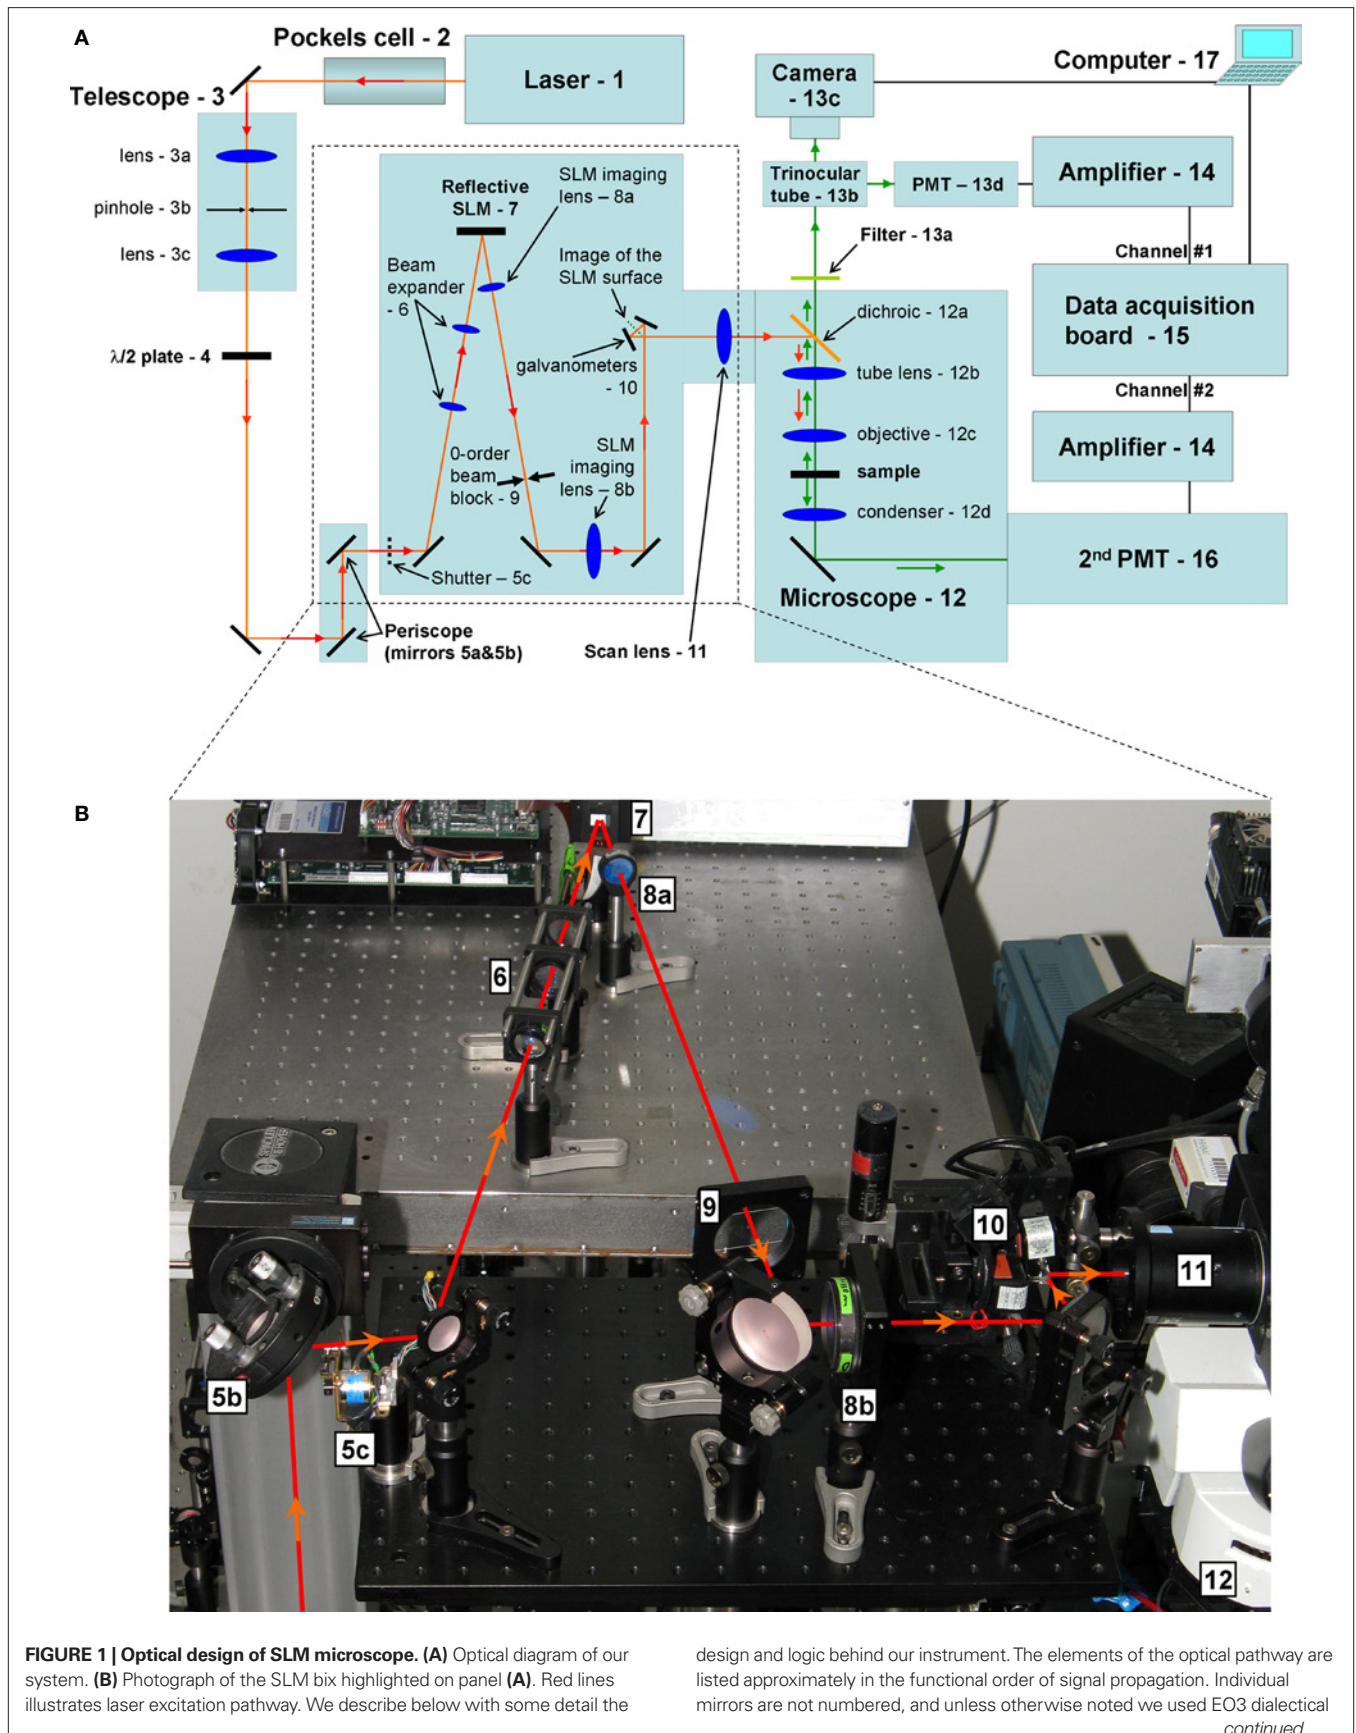 A
Pockels cell - 2
Laser - 1
Telescope - 3
lens - 3a
pinhole - 3b
lens - 3c
λ/2 plate - 4
Reflective
SLM - 7
SLM imaging
lens – 8a
Beam
expander
- 6
Image of the
SLM surface
galvanometers
- 10
0-order
beam
block - 9
SLM
imaging
lens – 8b
Shutter – 5c
Periscope
(mirrors 5a&5b)
Scan lens - 11
Camera
- 13c
Computer - 17
Trinocular
tube - 13b
PMT – 13d
Amplifier - 14
Filter - 13a
Channel #1
dichroic - 12a
Data acquisition
board - 15
tube lens - 12b
Channel #2
objective - 12c
Amplifier - 14
sample
condenser - 12d
2nd PMT - 16
Microscope - 12
B
7
8a
6
9
10
11
5b
5c
8b
12
FIGURE 1 | Optical design of SLM microscope. (A) Optical diagram of our
system. (B) Photograph of the SLM bix highlighted on panel (A). Red lines
illustrates laser excitation pathway. We describe below with some detail the
design and logic behind our instrument. The elements of the optical pathway are
listed approximately in the functional order of signal propagation. Individual
mirrors are not numbered, and unless otherwise noted we used EO3 dialectical
continued